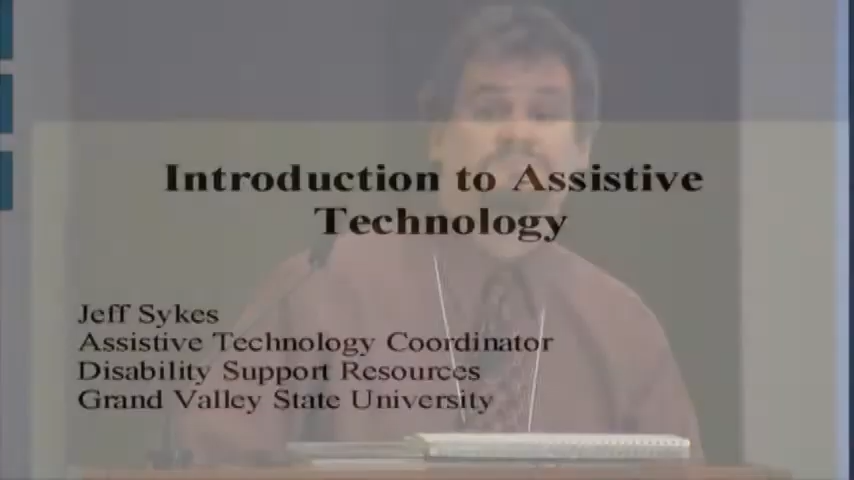 Introduction to Assistive
Technology
Jeff Sykes
Assistive Technology Coordinator
Disability Support Resources
Grand Valley State University